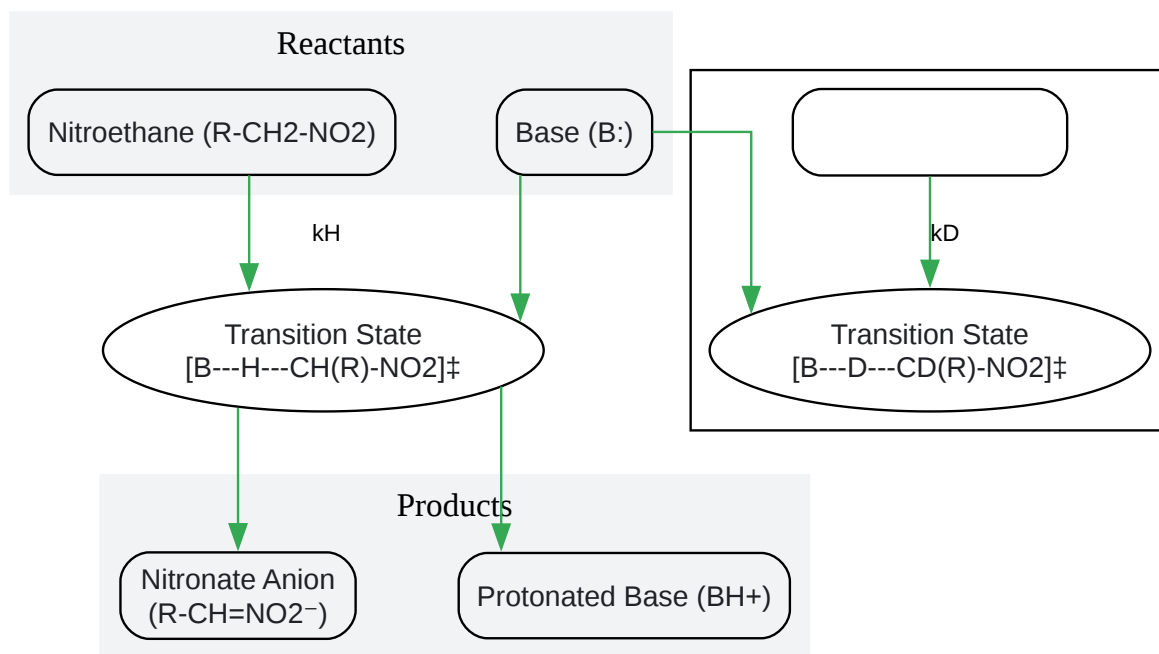 Reactants
Nitroethane (R-CH2-NO2)
Base (B:)
kH
kD
Transition State
[B---H---CH(R)-NO2]‡
Transition State
[B---D---CD(R)-NO2]‡
Products
Nitronate Anion
(R-CH=NO2⁻)
Protonated Base (BH+)